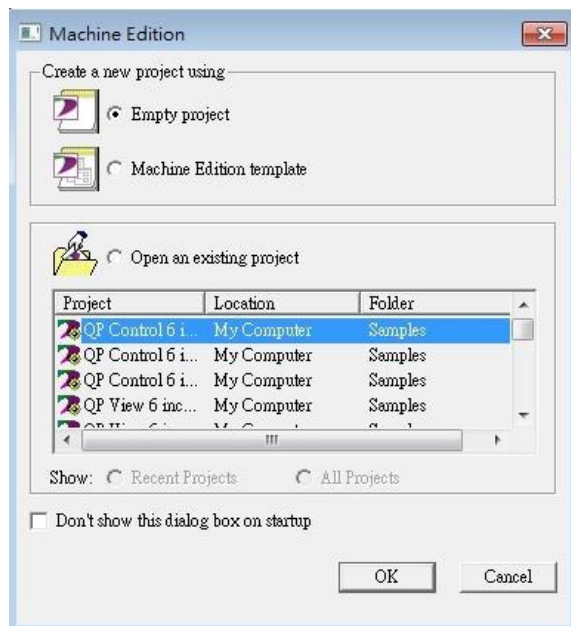 Machine Edition
Create a new project using
Empty project
Machine Edition template
Open an existing project
Project Location Folder
QP Control 6 i... My Computer Samples
QP Control 6 i... My Computer Samples
QP Control 6 i... My Computer Samples
QP View 6 inc... My Computer Samples
Show: Recent Projects All Projects
Don't show this dialog box on startup
OK Cancel